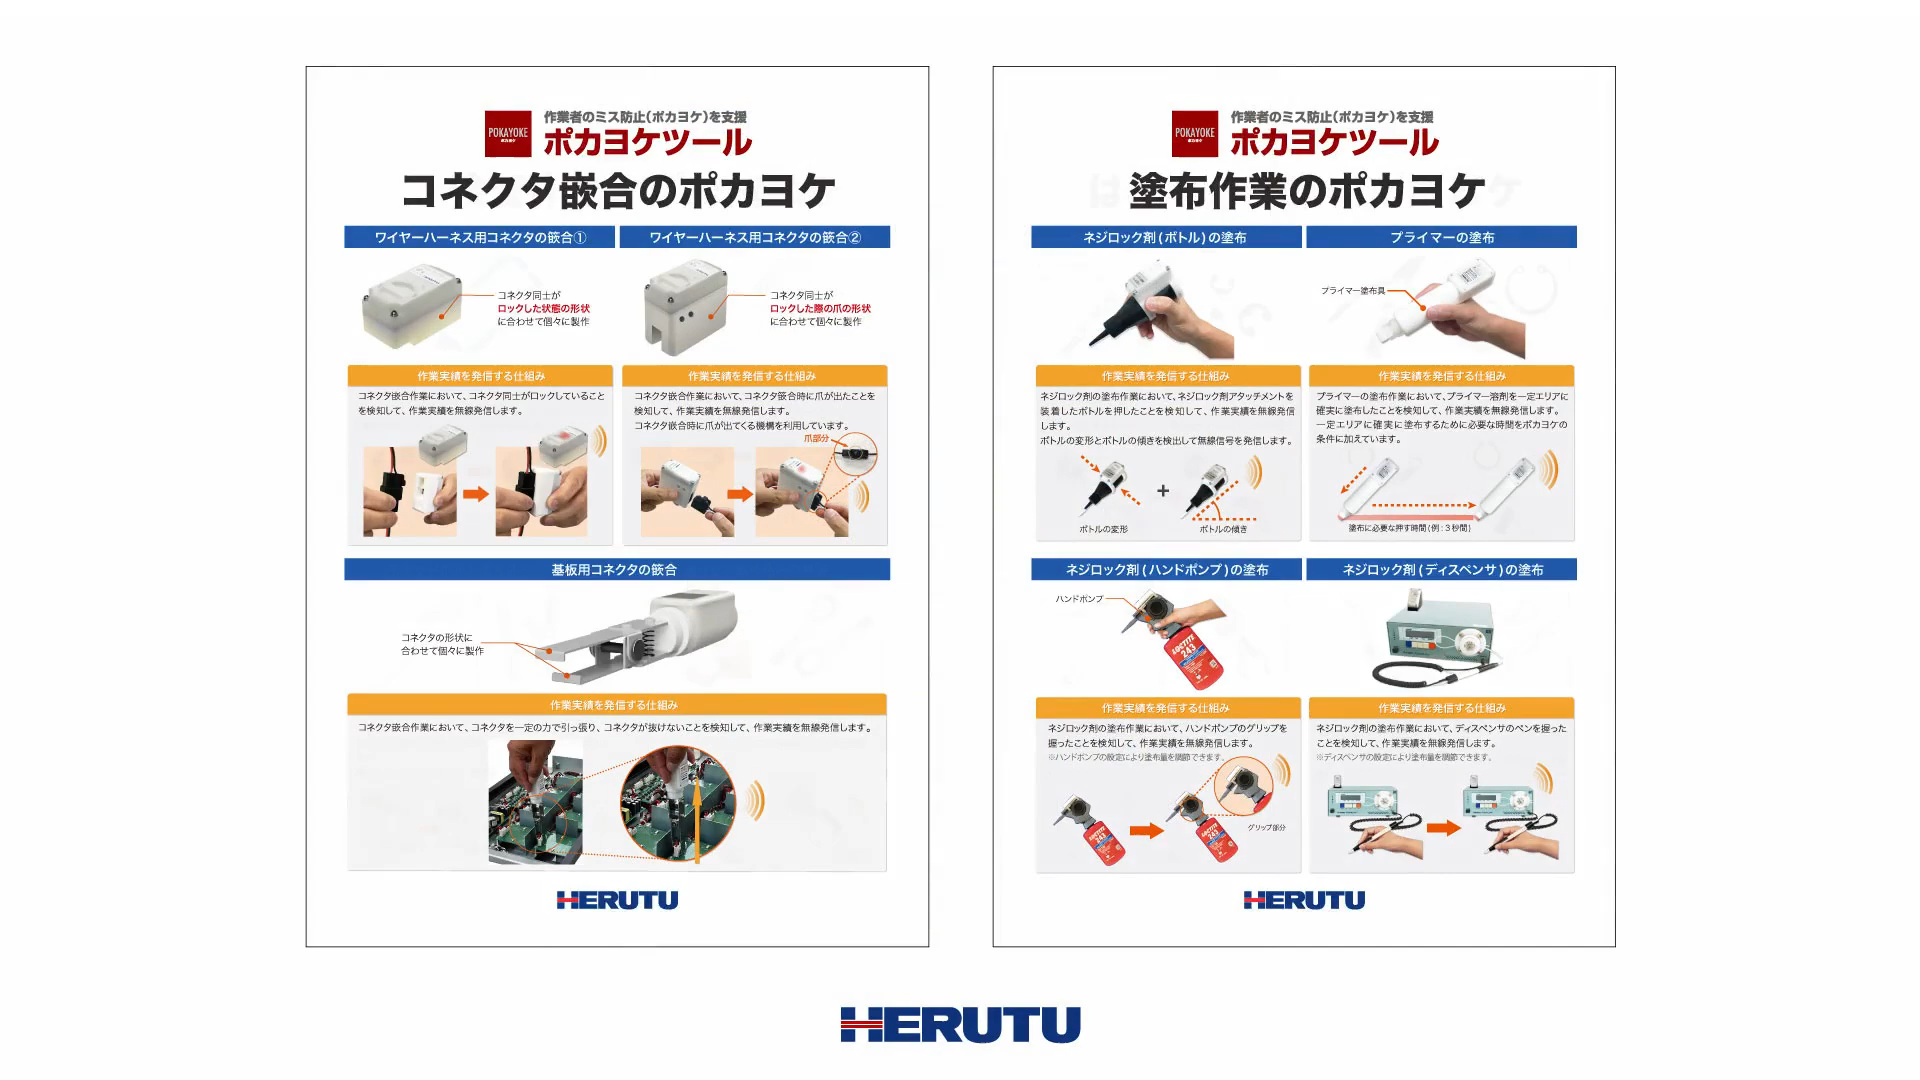 POKAYOKE
ポカヨケ
作業者のミス防止(ポカヨケ)を支援
ポカヨケツール
コネクタ嵌合のポカヨケ
ワイヤーハーネス用コネクタの嵌合①
コネクタ同士が
ロックした状態の形状
に合わせて個々に製作
作業実績を発信する仕組み
コネクタ嵌合作業において、コネクタ同士がロックしていること
を検知して、作業実績を無線発信します。
ワイヤーハーネス用コネクタの嵌合②
コネクタ同士が
ロックした際の爪の形状
に合わせて個々に製作
作業実績を発信する仕組み
コネクタ嵌合作業において、コネクタ嵌合時に爪が出たことを
検知して、作業実績を無線発信します。
コネクタ嵌合時に爪が出てくる機構を利用しています。
爪部分
基板用コネクタの嵌合
コネクタの形状に
合わせて個々に製作
作業実績を発信する仕組み
コネクタ嵌合作業において、コネクタを一定の力で引っ張り、コネクタが抜けないことを検知して、作業実績を無線発信します。
HERUTU
POKAYOKE
ポカヨケ
作業者のミス防止(ポカヨケ)を支援
ポカヨケツール
塗布作業のポカヨケ
ネジロック剤(ボトル)の塗布
作業実績を発信する仕組み
ネジロック剤の塗布作業において、ネジロック剤アタッチメントを
装着したボトルを押したことを検知して、作業実績を無線発信
します。
ボトルの変形とボトルの傾きを検出して無線信号を発信します。
+
ボトルの変形
ボトルの傾き
プライマーの塗布
プライマー塗布具
作業実績を発信する仕組み
プライマーの塗布作業において、プライマー溶剤を一定エリアに
確実に塗布したことを検知して、作業実績を無線発信します。
一定エリアに確実に塗布するために必要な時間をポカヨケの
条件に加えています。
塗布に必要な押す時間(例:3秒間)
ネジロック剤(ハンドポンプ)の塗布
ハンドポンプ
LOCTITE
243
作業実績を発信する仕組み
ネジロック剤の塗布作業において、ハンドポンプのグリップを
握ったことを検知して、作業実績を無線発信します。
※ハンドポンプの設定により塗布量を調節できます。
LOCTITE
243
LOCTITE
243
グリップ部分
ネジロック剤(ディスペンサ)の塗布
作業実績を発信する仕組み
ネジロック剤の塗布作業において、ディスペンサのペンを握った
ことを検知して、作業実績を無線発信します。
※ディスペンサの設定により塗布量を調節できます。
HERUTU
HERUTU